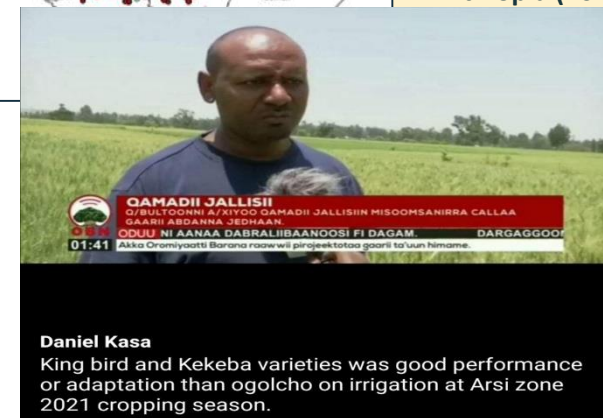 QAMADII JALLISII
Q/BULTOONNI A/XIYOO QAMADII JALLISIIN MISOOMSANIRRA CALLAA
GAARII ABDANNA JEDHAAN.
OBN
ODUU NI AANAA DABRALIIBAANOOSI FI DAGAM. DARGAGGOO
01:41 Akka Oromiyaatti Barana raawwii pirojeektotaa gaarii ta'uun himame.
Daniel Kasa
King bird and Kekeba varieties was good performance
or adaptation than ogolcho on irrigation at Arsi zone
2021 cropping season.